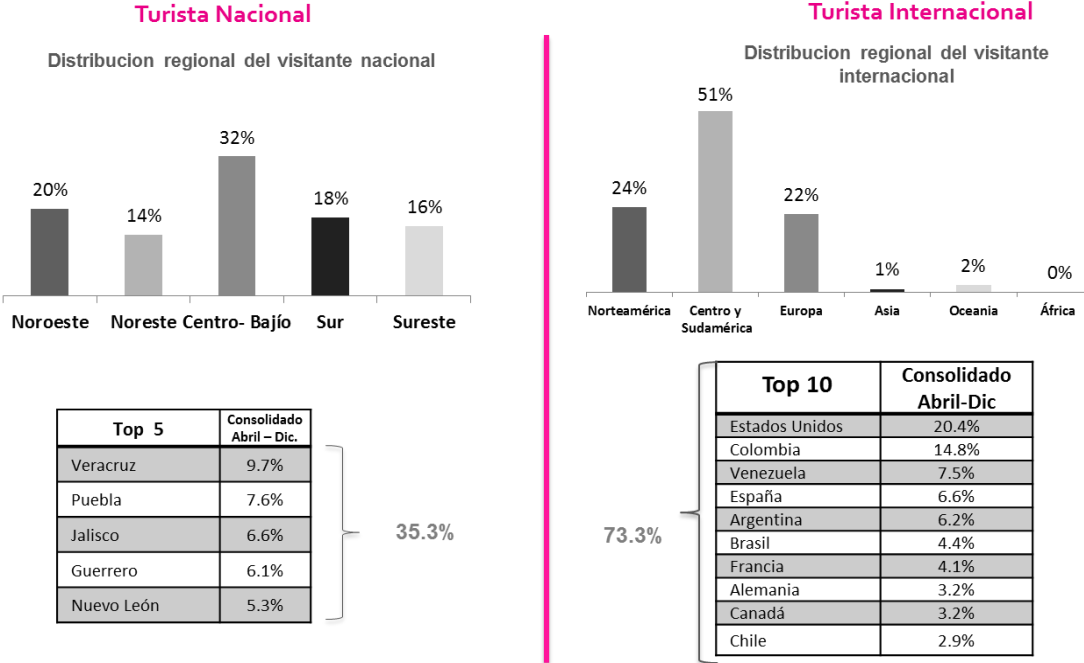 Turista Nacional
Distribucion regional del visitante nacional
20%
14%
32%
18%
16%
Noroeste
Noreste
Centro- Bajío
Sur
Sureste
Top 5
Consolidado
Abril – Dic.
Veracruz 9.7%
Puebla 7.6%
Jalisco 6.6%
Guerrero 6.1%
Nuevo León 5.3%
35.3%
Turista Internacional
Distribucion regional del visitante
internacional
24%
51%
22%
1%
2%
0%
Norteamérica
Centro y
Sudamérica
Europa
Asia
Oceania
África
Top 10
Consolidado
Abril-Dic
Estados Unidos 20.4%
Colombia 14.8%
Venezuela 7.5%
España 6.6%
Argentina 6.2%
Brasil 4.4%
Francia 4.1%
Alemania 3.2%
Canadá 3.2%
Chile 2.9%
73.3%